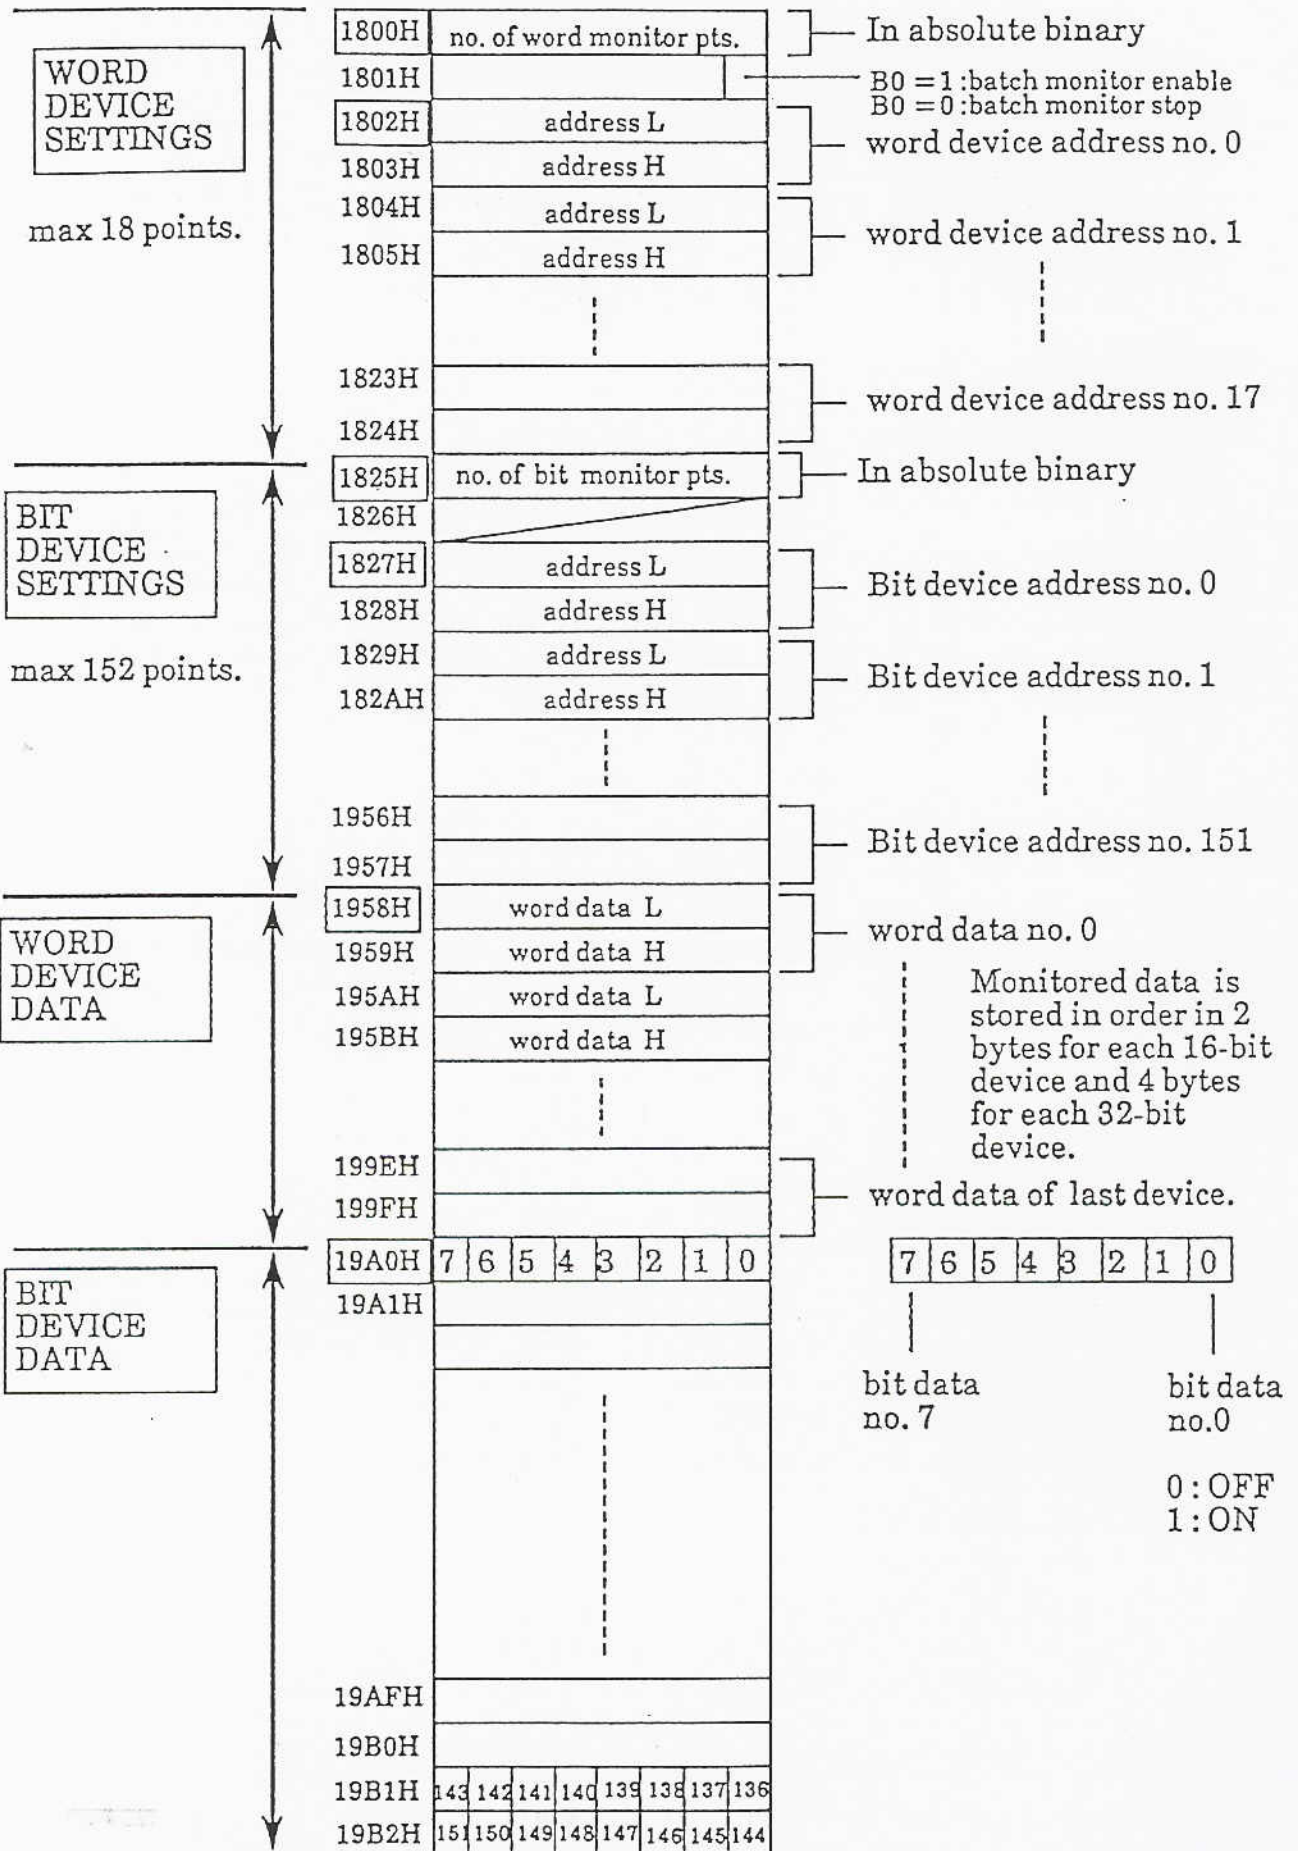 1800H no. of word monitor pts. In absolute binary
WORD
DEVICE
SETTINGS
1801H B0 = 1 :batch monitor enable
B0 = 0 :batch monitor stop
1802H address L
word device address no. 0
1803H address H
max 18 points.
1804H address L
word device address no. 1
1805H address H
1823H
word device address no. 17
1824H
1825H no. of bit monitor pts. In absolute binary
BIT
DEVICE
SETTINGS
1826H
1827H address L
Bit device address no. 0
1828H address H
max 152 points.
1829H address L
Bit device address no. 1
182AH address H
1956H
Bit device address no. 151
1957H
1958H word data L
word data no. 0
WORD
DEVICE
DATA
1959H word data H
195AH word data L
195BH word data H
Monitored data is
stored in order in 2
bytes for each 16-bit
device and 4 bytes
for each 32-bit
device.
199EH
word data of last device.
199FH
19A0H 7 6 5 4 3 2 1 0
7 6 5 4 3 2 1 0
BIT
DEVICE
DATA
19A1H
bit data
no. 7
bit data
no.0
0 : OFF
1 : ON
19AFH
19B0H
19B1H 143 142 141 140 139 138 137 136
19B2H 151 150 149 148 147 146 145 144